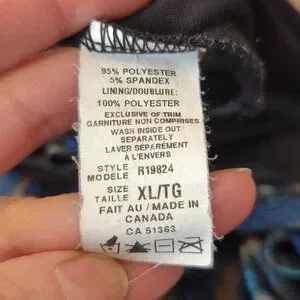 95% POLYESTER
5% SPANDEX
LINING/DOUBLURE:
100% POLYESTER
EXCLUSIVE OF TRIM
GARNITURE NON COMPRISES
WASH INSIDE OUT
SEPARATELY
LAVER SEPAREMENT
A L'ENVERS
STYLE
MODELE R19824
SIZE
TAILLE XL/TG
FAIT AU / MADE IN
CANADA
CA 51363